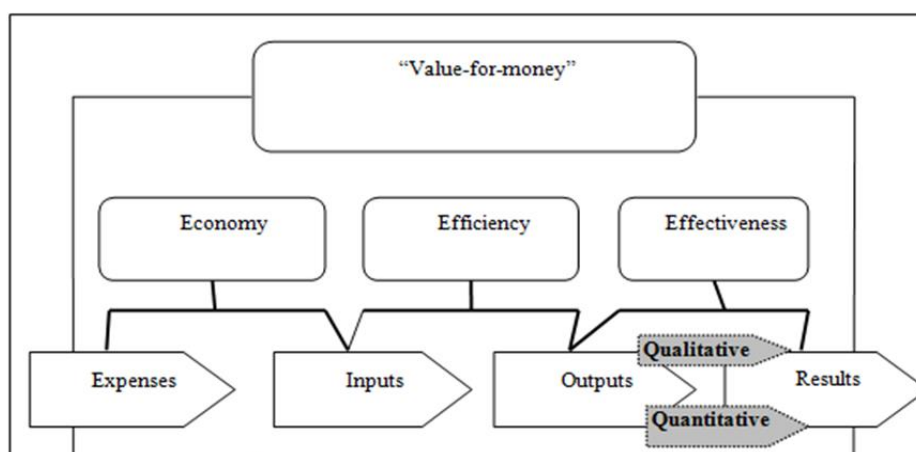 “Value-for-money”
Economy
Efficiency
Effectiveness
Qualitative
Expenses
Inputs
Outputs
Results
Quantitative